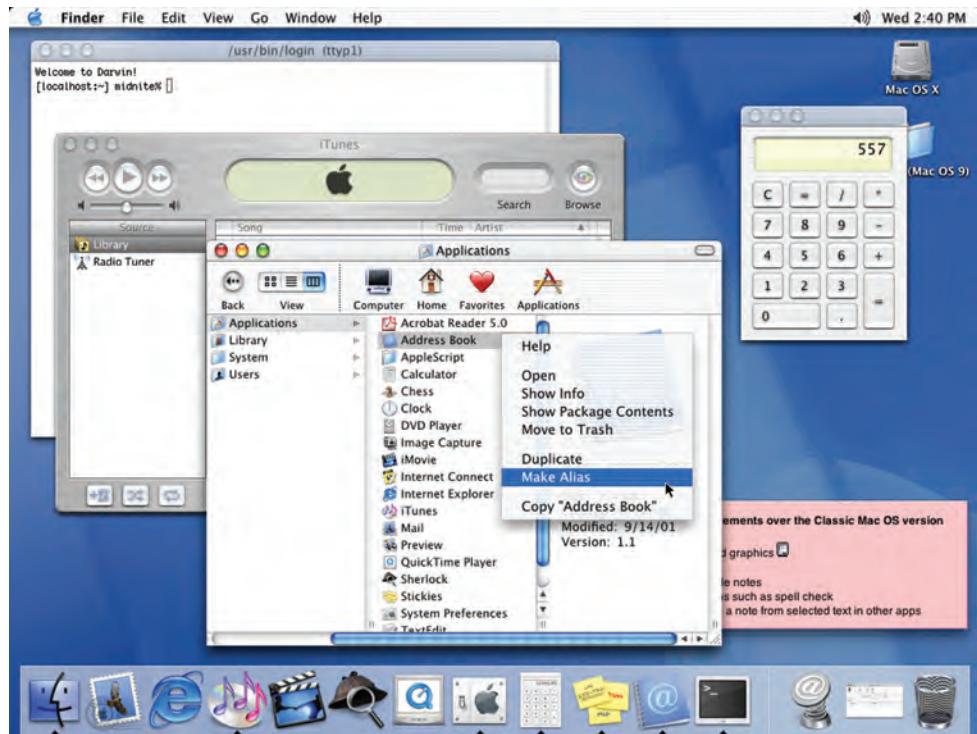 Finder File Edit View Go Window Help
Wed 2:40 PM
/usr/bin/login (ttyp1)
Welcome to Darwin!
[localhost:~] midnite%
Mac OS X
(Mac OS 9)
557
C = / *
7 8 9 -
4 5 6 +
1 2 3
0 . =
iTunes
Search Browse
Source Song Time Artist
Library
Radio Tuner
Applications
Back View Computer Home Favorites Applications
Applications
Library
System
Users
Acrobat Reader 5.0
Address Book
AppleScript
Calculator
Chess
Clock
DVD Player
Image Capture
iMovie
Internet Connect
Internet Explorer
iTunes
Mail
Preview
QuickTime Player
Sherlock
Stickies
System Preferences
TextEdit
Help
Open
Show Info
Show Package Contents
Move to Trash
Duplicate
Make Alias
Copy "Address Book"
Modified: 9/14/01
Version: 1.1
ements over the Classic Mac OS version
d graphics
le notes
s such as spell check
a note from selected text in other apps